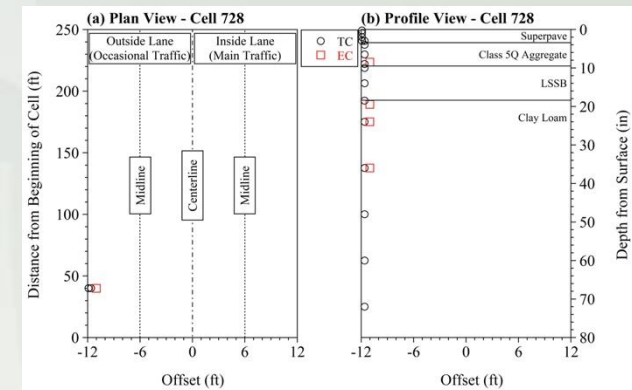 (a) Plan View - Cell 728
(b) Profile View - Cell 728
Outside Lane
(Occasional Traffic)
Inside Lane
(Main Traffic)
TC
EC
Midline
Centerline
Midline
Distance from Beginning of Cell (ft)
250
200
150
100
50
0
-12 -6 0 6 12
Offset (ft)
Superpave
Class 5Q Aggregate
LSSB
Clay Loam
0
10
20
30
40
50
60
70
80
Depth from Surface (in)
-12 -6 0 6 12
Offset (ft)